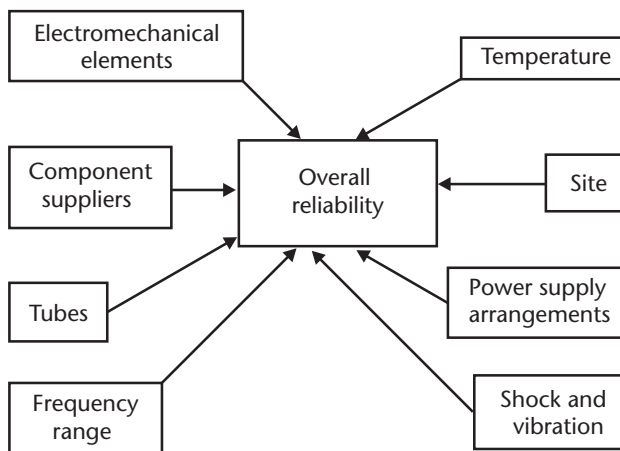 Electromechanical
elements
Temperature
Component
suppliers
Overall
reliability
Site
Tubes
Power supply
arrangements
Frequency
range
Shock and
vibration